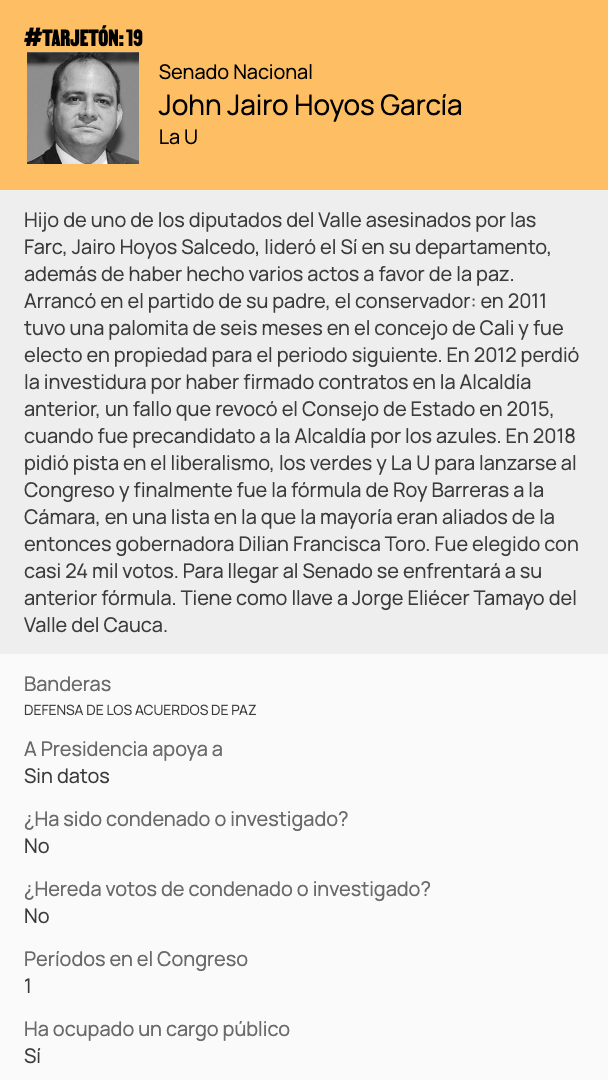 #TARJETÓN: 19
Senado Nacional
John Jairo Hoyos García
La U
Hijo de uno de los diputados del Valle asesinados por las
Farc, Jairo Hoyos Salcedo, lideró el Sí en su departamento,
además de haber hecho varios actos a favor de la paz.
Arrancó en el partido de su padre, el conservador: en 2011
tuvo una palomita de seis meses en el concejo de Cali y fue
electo en propiedad para el periodo siguiente. En 2012 perdió
la investidura por haber firmado contratos en la Alcaldía
anterior, un fallo que revocó el Consejo de Estado en 2015,
cuando fue precandidato a la Alcaldía por los azules. En 2018
pidió pista en el liberalismo, los verdes y La U para lanzarse al
Congreso y finalmente fue la fórmula de Roy Barreras a la
Cámara, en una lista en la que la mayoría eran aliados de la
entonces gobernadora Dilian Francisca Toro. Fue elegido con
casi 24 mil votos. Para llegar al Senado se enfrentará a su
anterior fórmula. Tiene como llave a Jorge Eliécer Tamayo del
Valle del Cauca.
Banderas
DEFENSA DE LOS ACUERDOS DE PAZ
A Presidencia apoya a
Sin datos
¿Ha sido condenado o investigado?
No
¿Hereda votos de condenado o investigado?
No
Períodos en el Congreso
1
Ha ocupado un cargo público
Sí